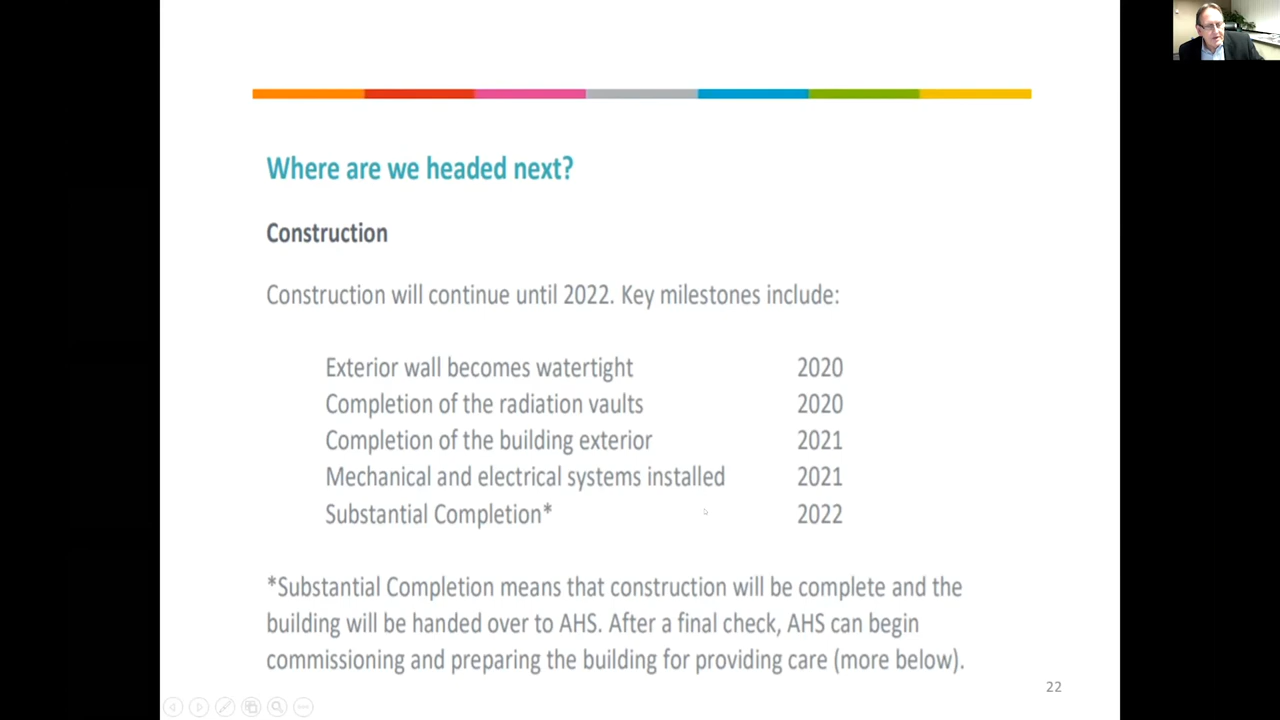 Where are we headed next?
Construction
Construction will continue until 2022. Key milestones include:
Exterior wall becomes watertight 2020
Completion of the radiation vaults 2020
Completion of the building exterior 2021
Mechanical and electrical systems installed 2021
Substantial Completion* 2022
*Substantial Completion means that construction will be complete and the
building will be handed over to AHS. After a final check, AHS can begin
commissioning and preparing the building for providing care (more below).
22